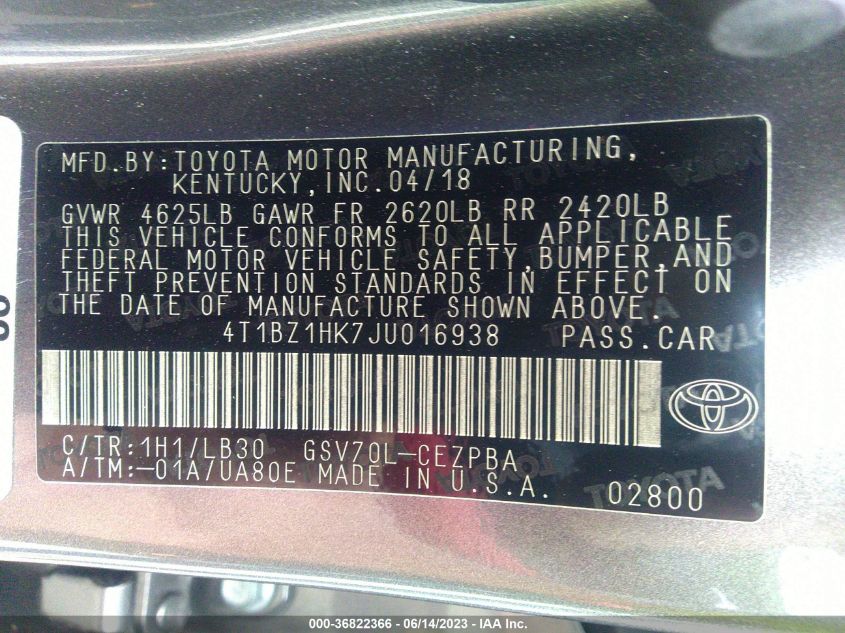 MFD.BY:TOYOTA MOTOR MANUFACTURING,
KENTUCKY,INC.04/18
GVWR 4625LB GAWR FR 2620LB RR 2420LB
THIS VEHICLE CONFORMS TO ALL APPLICABLE
FEDERAL MOTOR VEHICLE SAFETY,BUMPER,AND
THEFT PREVENTION STANDARDS IN EFFECT ON
THE DATE OF MANUFACTURE SHOWN ABOVE.
4T1BZ1HK7JU016938 PASS.CAR
C/TR:1H1/LB30 GSV70L-CEZPBA
A/TM:-01A/UA80E MADE IN U.S.A. 02800
000-36822366 - 06/14/2023 - IAA Inc.